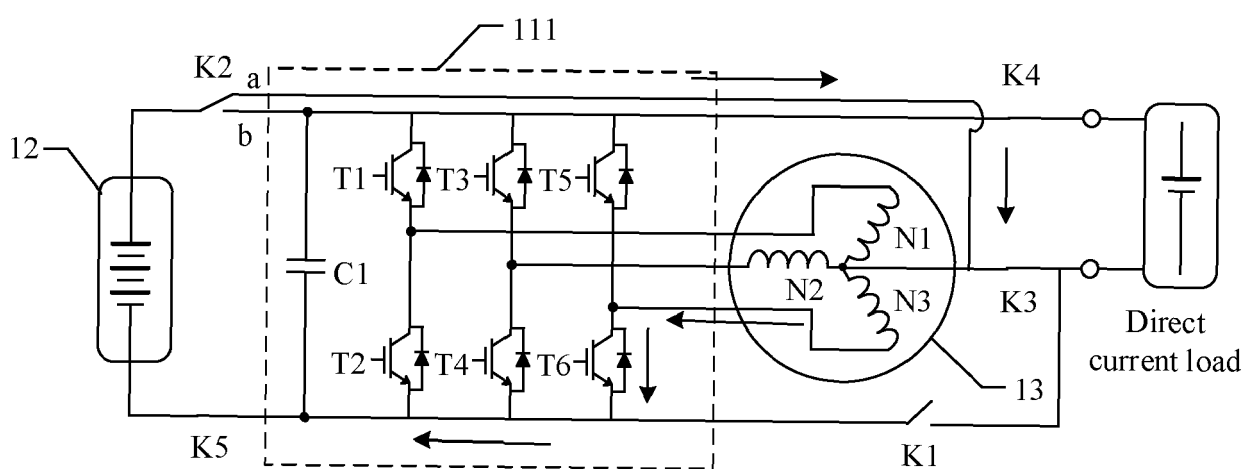 111
K2
a
K4
b
12
T1
T3
T5
N1
C1
N2
N3
K3
T2
T4
T6
Direct
current load
13
K5
K1